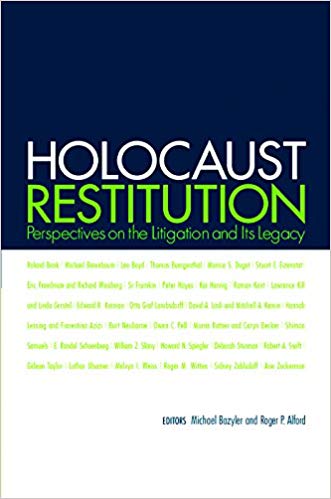 HOLOCAUST
RESTITUTION
Perspectives on the Litigation and Its Legacy
Roland Bank | Michael Berenbaum | Lee Boyd | Thomas Buergenthal | Monica S. Dugot | Stuart E. Eizenstat
Eric Freedman and Richard Weisberg | Si Frumkin | Peter Hayes | Kai Hennig | Roman Kent | Lawrence Kill
and Linda Gerstel | Edward R. Korman | Otto Graf Lambsdorff | David A. Lash and Mitchell A. Kamin | Hannah
Lessing and Fiorentina Azizi | Burt Neuborne | Owen C. Pell | Morris Ratner and Caryn Becker | Shimon
Samuels | E. Randol Schoenberg | William Z. Slany | Howard N. Spiegler | Deborah Sturman | Robert A. Swift
Gideon Taylor | Lothar Ulsamer | Melvyn I. Weiss | Roger M. Witten | Sidney Zabludoff | Arie Zuckerman
EDITORS Michael Bazyler and Roger P. Alford